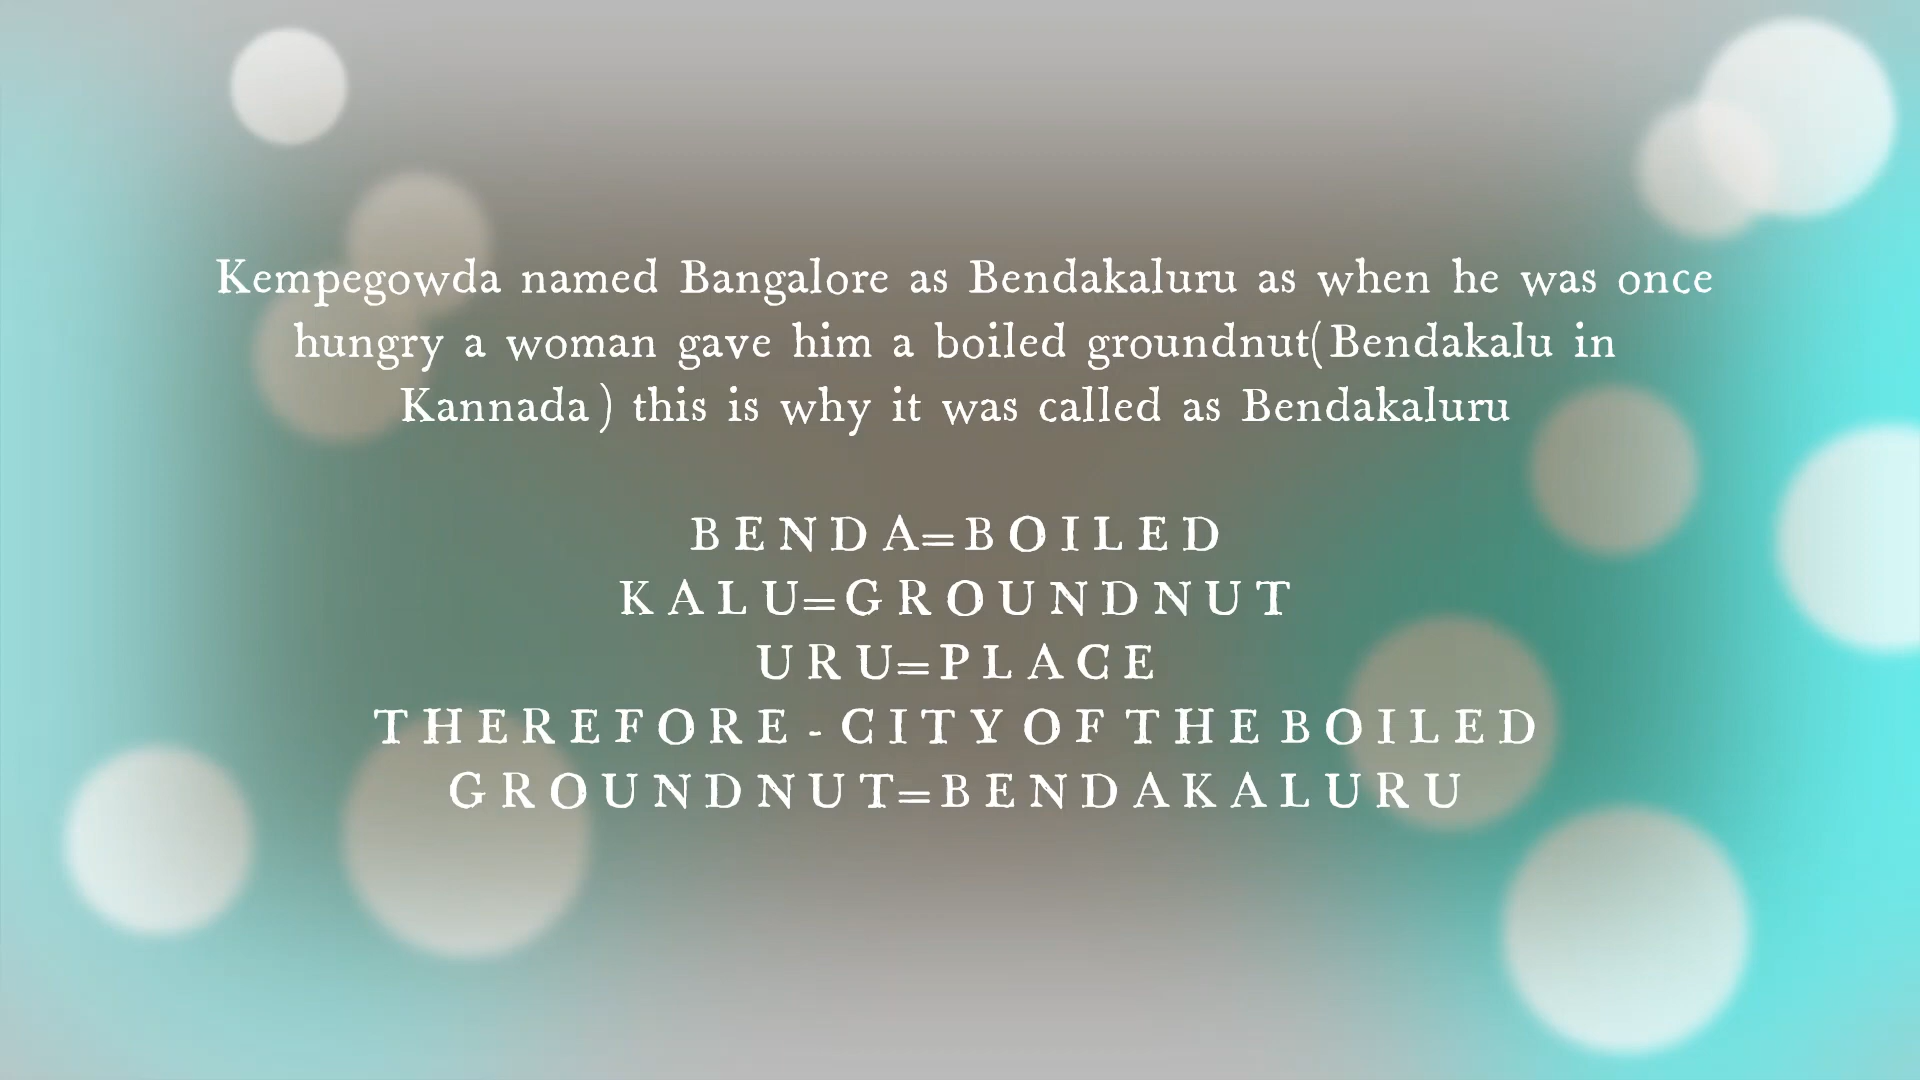 Kempegowda named Bangalore as Bendakaluru as when he was once
hungry a woman gave him a boiled groundnut(Bendakalu in
Kannada) this is why it was called as Bendakaluru
BENDA=BOILED
KALU=GROUNDNUT
URU=PLACE
THEREFORE - CITY OF THE BOILED
GROUNDNUT=BENDAKALURU